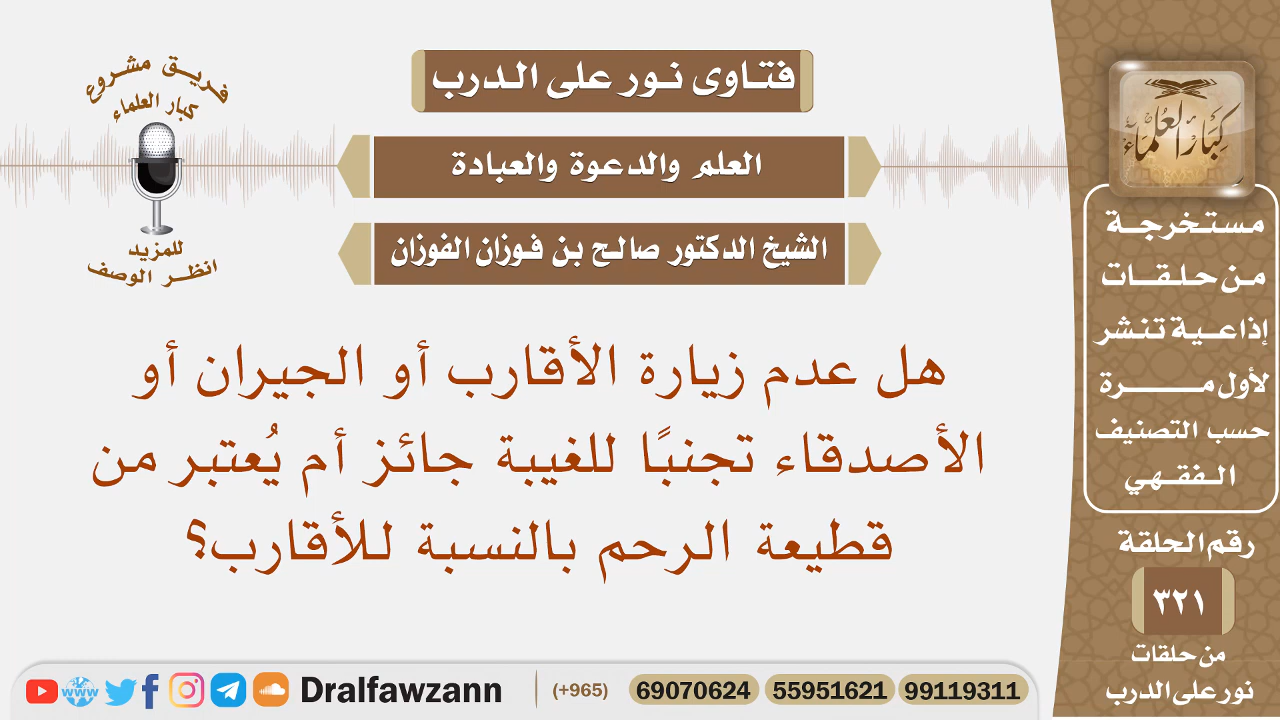 فتاوى نور على الدرب
العلم والدعوة والعبادة
الشيخ الدكتور صالح بن فوزان الفوزان
هل عدم زيارة الأقارب أو الجيران أو
الأصدقاء تجنبًا للغيبة جائز أم يُعتبر من
قطيعة الرحم بالنسبة للأقارب؟
فريق مشروع
كبار العلماء
للمزيد
انظر الوصف
كبار العلماء
مستخرجة
من حلقات
إذاعية تنشر
لأول مرة
حسب التصنيف
الفقهي
رقم الحلقة
٣٢١
من حلقات
نور على الدرب
www Dralfawzann (+965) 69070624 55951621 99119311